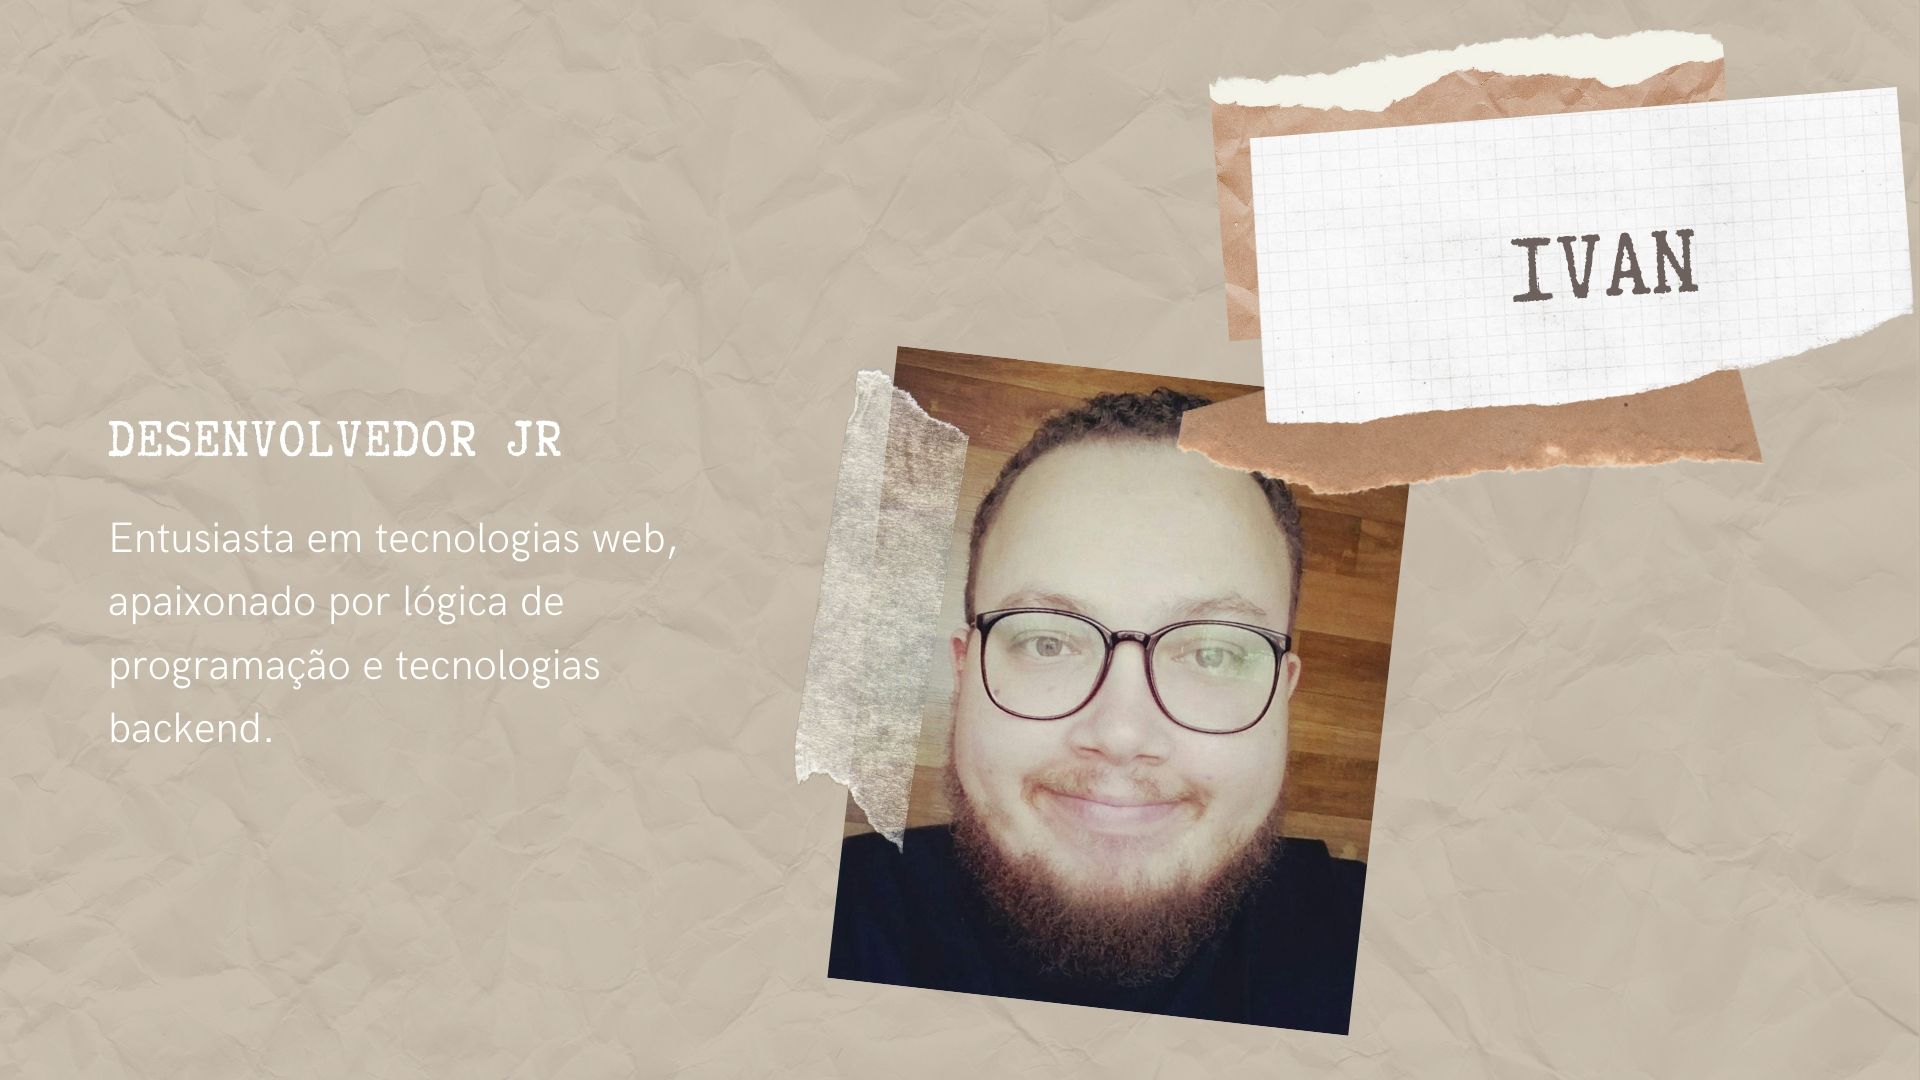 IVAN
DESENVOLVEDOR JR
Entusiasta em tecnologias web,
apaixonado por lógica de
programação e tecnologias
backend.